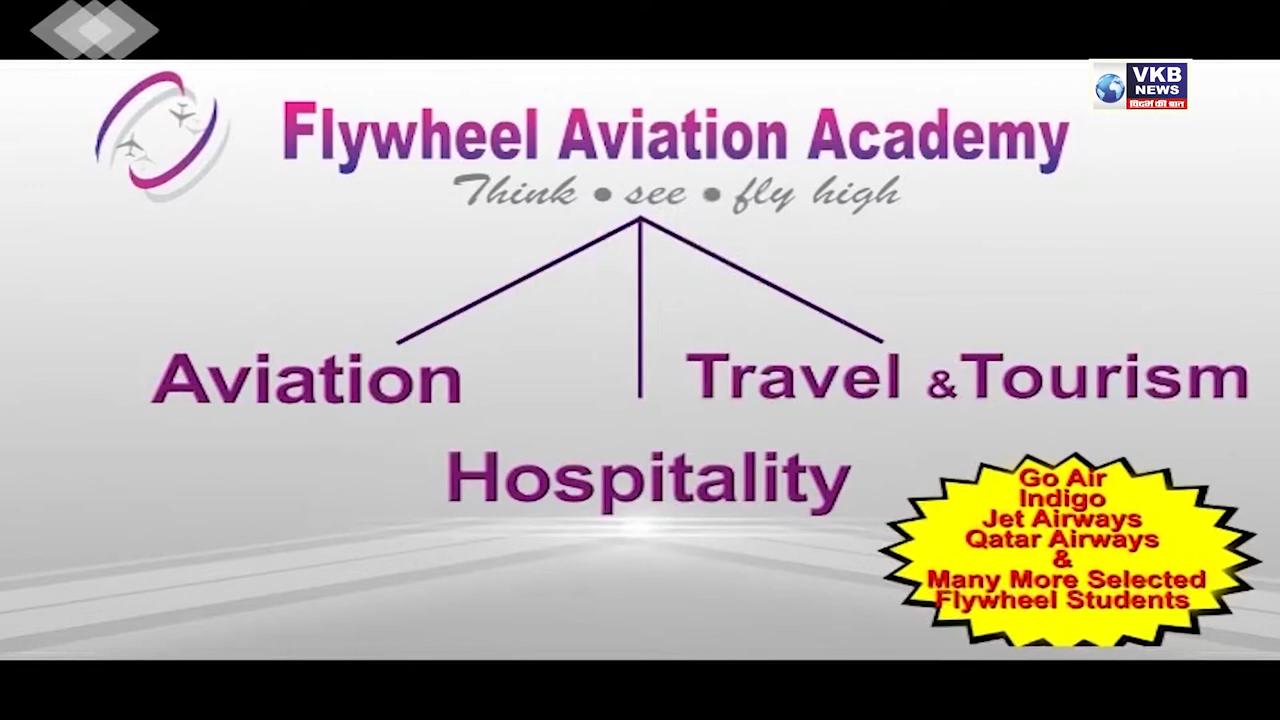 VKB
NEWS
विदर्भ की बात
Flywheel Aviation Academy
Think • see • fly high
Aviation
Travel & Tourism
Hospitality
Go Air
Indigo
Jet Airways
Qatar Airways
&
Many More Selected
Flywheel Students